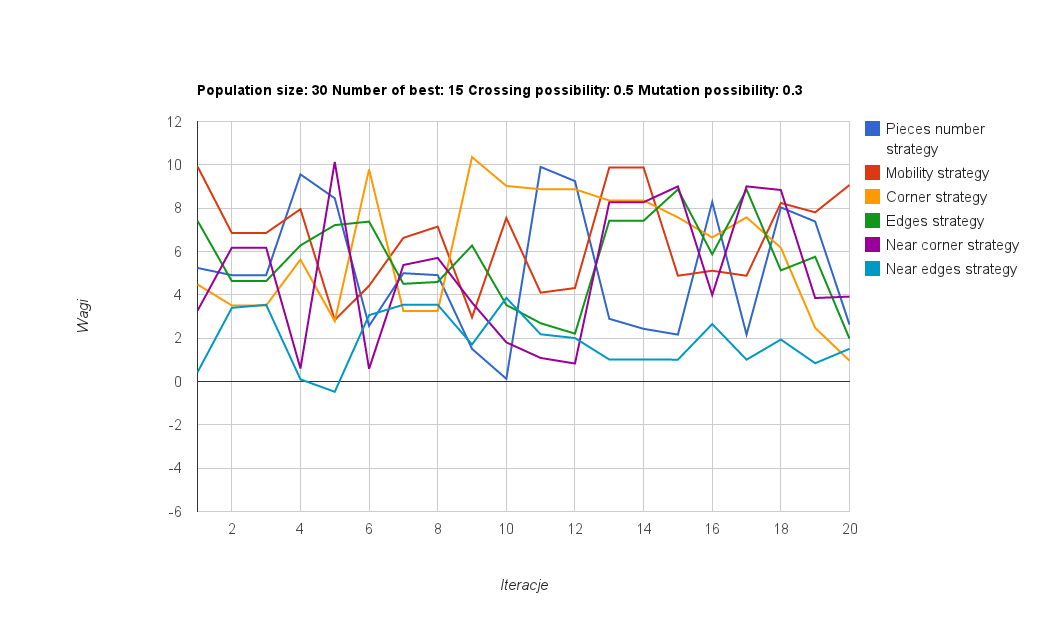 Population size: 30 Number of best: 15 Crossing possibility: 0.5 Mutation possibility: 0.3
12
10
8
6
4
2
0
-2
-4
-6
Wagi
2 4 6 8 10 12 14 16 18 20
Iteracje
Pieces number
strategy
Mobility strategy
Corner strategy
Edges strategy
Near corner strategy
Near edges strategy